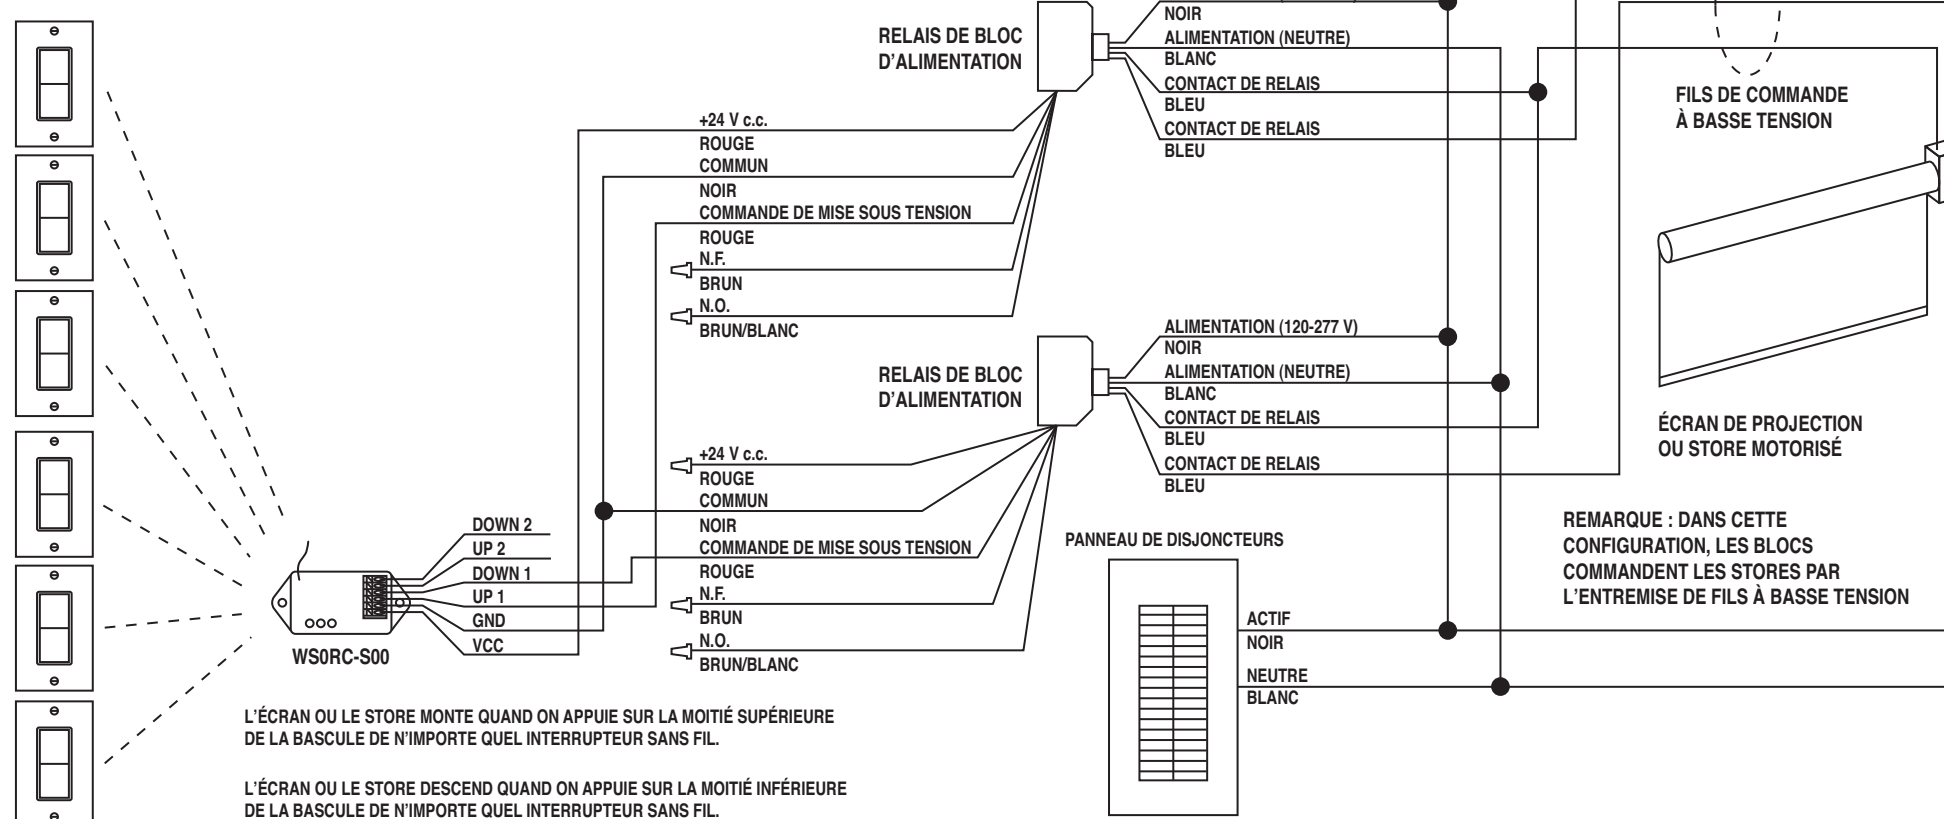 RELAIS DE BLOC
D'ALIMENTATION
NOIR
ALIMENTATION (NEUTRE)
BLANC
CONTACT DE RELAIS
BLEU
CONTACT DE RELAIS
BLEU
FILS DE COMMANDE
À BASSE TENSION
+24 V c.c.
ROUGE
COMMUN
NOIR
COMMANDE DE MISE SOUS TENSION
ROUGE
N.F.
BRUN
N.O.
BRUN/BLANC
RELAIS DE BLOC
D'ALIMENTATION
ALIMENTATION (120-277 V)
NOIR
ALIMENTATION (NEUTRE)
BLANC
CONTACT DE RELAIS
BLEU
CONTACT DE RELAIS
BLEU
ÉCRAN DE PROJECTION
OU STORE MOTORISÉ
+24 V c.c.
ROUGE
COMMUN
NOIR
COMMANDE DE MISE SOUS TENSION
ROUGE
N.F.
BRUN
N.O.
BRUN/BLANC
DOWN 2
UP 2
DOWN 1
UP 1
GND
VCC
WS0RC-S00
PANNEAU DE DISJONCTEURS
ACTIF
NOIR
NEUTRE
BLANC
REMARQUE : DANS CETTE
CONFIGURATION, LES BLOCS
COMMANDENT LES STORES PAR
L'ENTREMISE DE FILS À BASSE TENSION
L'ÉCRAN OU LE STORE MONTE QUAND ON APPUIE SUR LA MOITIÉ SUPÉRIEURE
DE LA BASCULE DE N'IMPORTE QUEL INTERRUPTEUR SANS FIL.
L'ÉCRAN OU LE STORE DESCEND QUAND ON APPUIE SUR LA MOITIÉ INFÉRIEURE
DE LA BASCULE DE N'IMPORTE QUEL INTERRUPTEUR SANS FIL.